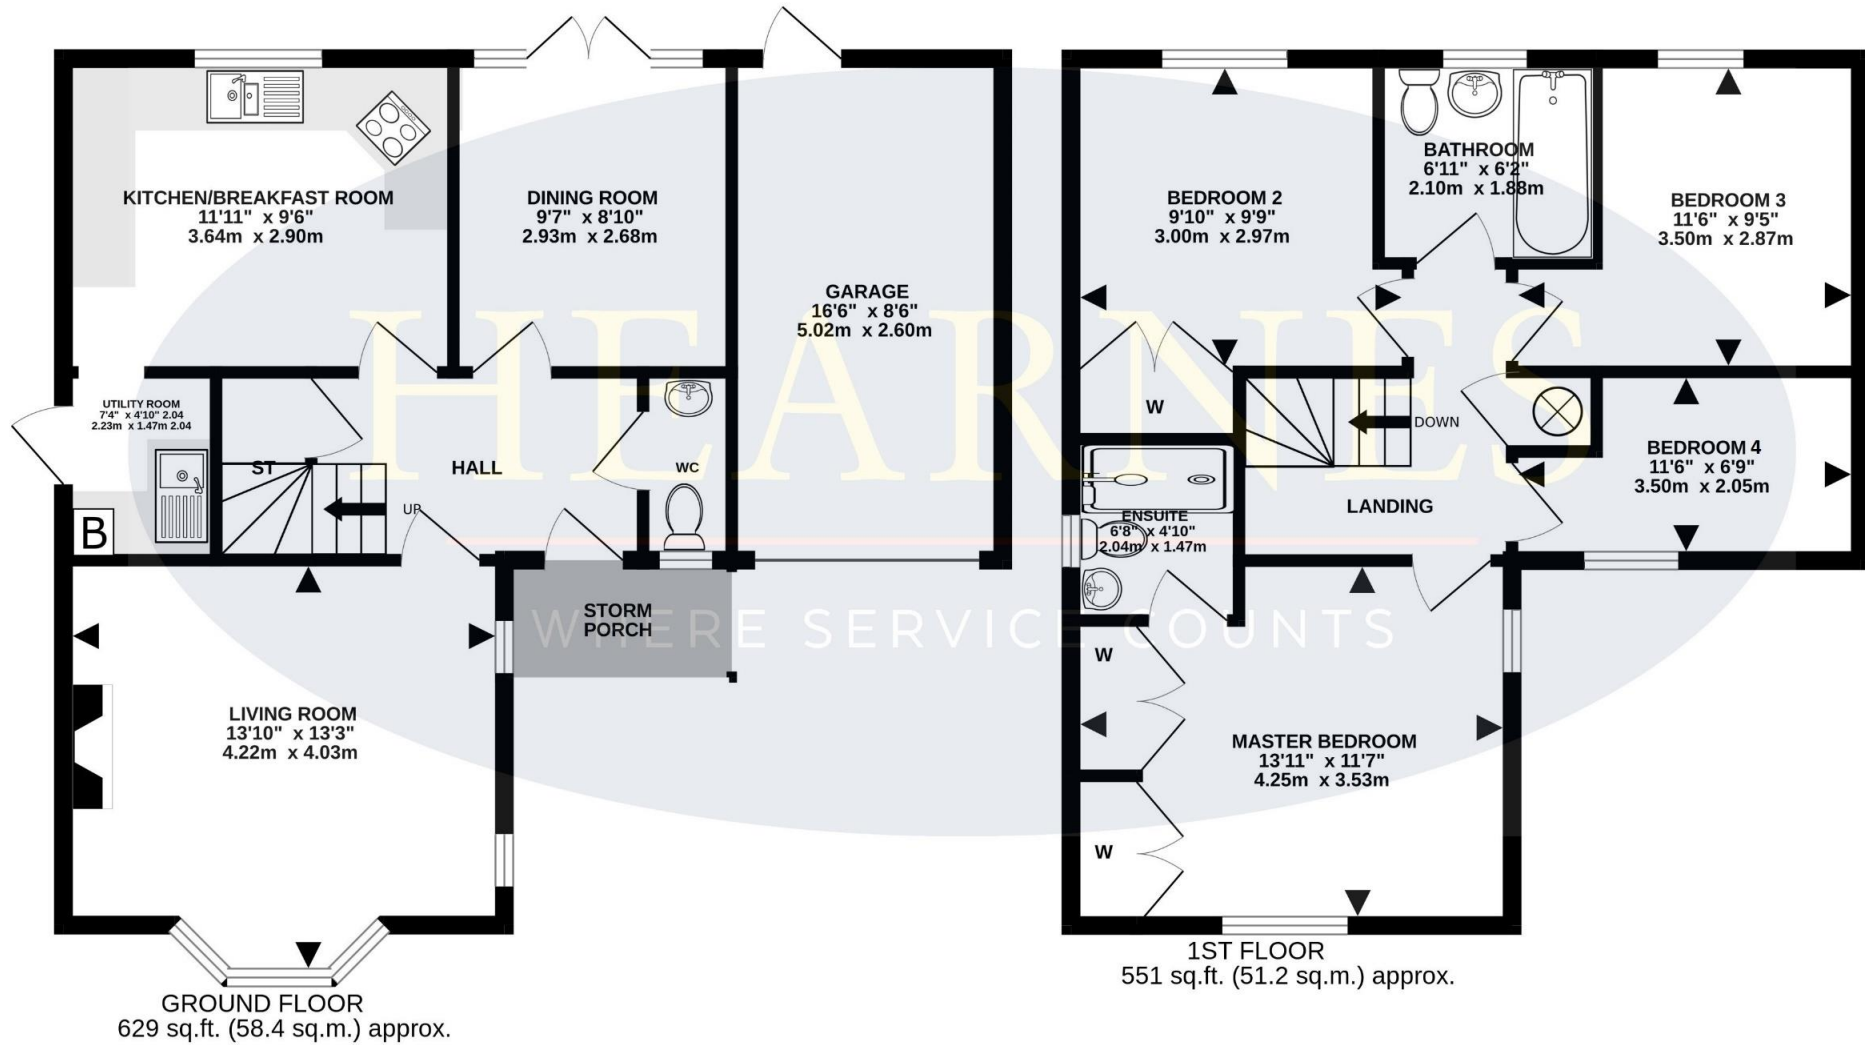 KITCHEN/BREAKFAST ROOM
11'11" x 9'6"
3.64m x 2.90m
DINING ROOM
9'7" x 8'10"
2.93m x 2.68m
GARAGE
16'6" x 8'6"
5.02m x 2.60m
UTILITY ROOM
7'4" x 4'10" 2.04
2.23m x 1.47m 2.04
ST
HALL
WC
UP
B
STORM
PORCH
LIVING ROOM
13'10" x 13'3"
4.22m x 4.03m
GROUND FLOOR
629 sq.ft. (58.4 sq.m.) approx.
BEDROOM 2
9'10" x 9'9"
3.00m x 2.97m
BATHROOM
6'11" x 6'2"
2.10m x 1.88m
BEDROOM 3
11'6" x 9'5"
3.50m x 2.87m
W
DOWN
BEDROOM 4
11'6" x 6'9"
3.50m x 2.05m
LANDING
ENSUITE
6'8" x 4'10"
2.04m x 1.47m
W
MASTER BEDROOM
13'11" x 11'7"
4.25m x 3.53m
W
1ST FLOOR
551 sq.ft. (51.2 sq.m.) approx.
HEARNES
WHERE SERVICE COUNTS